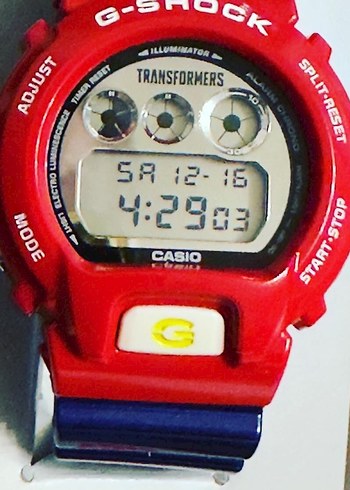 G-SHOCK
ILLUMINATOR
ADJUST
TIMER RESET
TRANSFORMERS
ALARM CHRONO
SPLIT·RESET
ELECTRO LUMINESCENCE
SA 12-16
4:29 03
LIGHT
MODE
CASIO
START·STOP
G